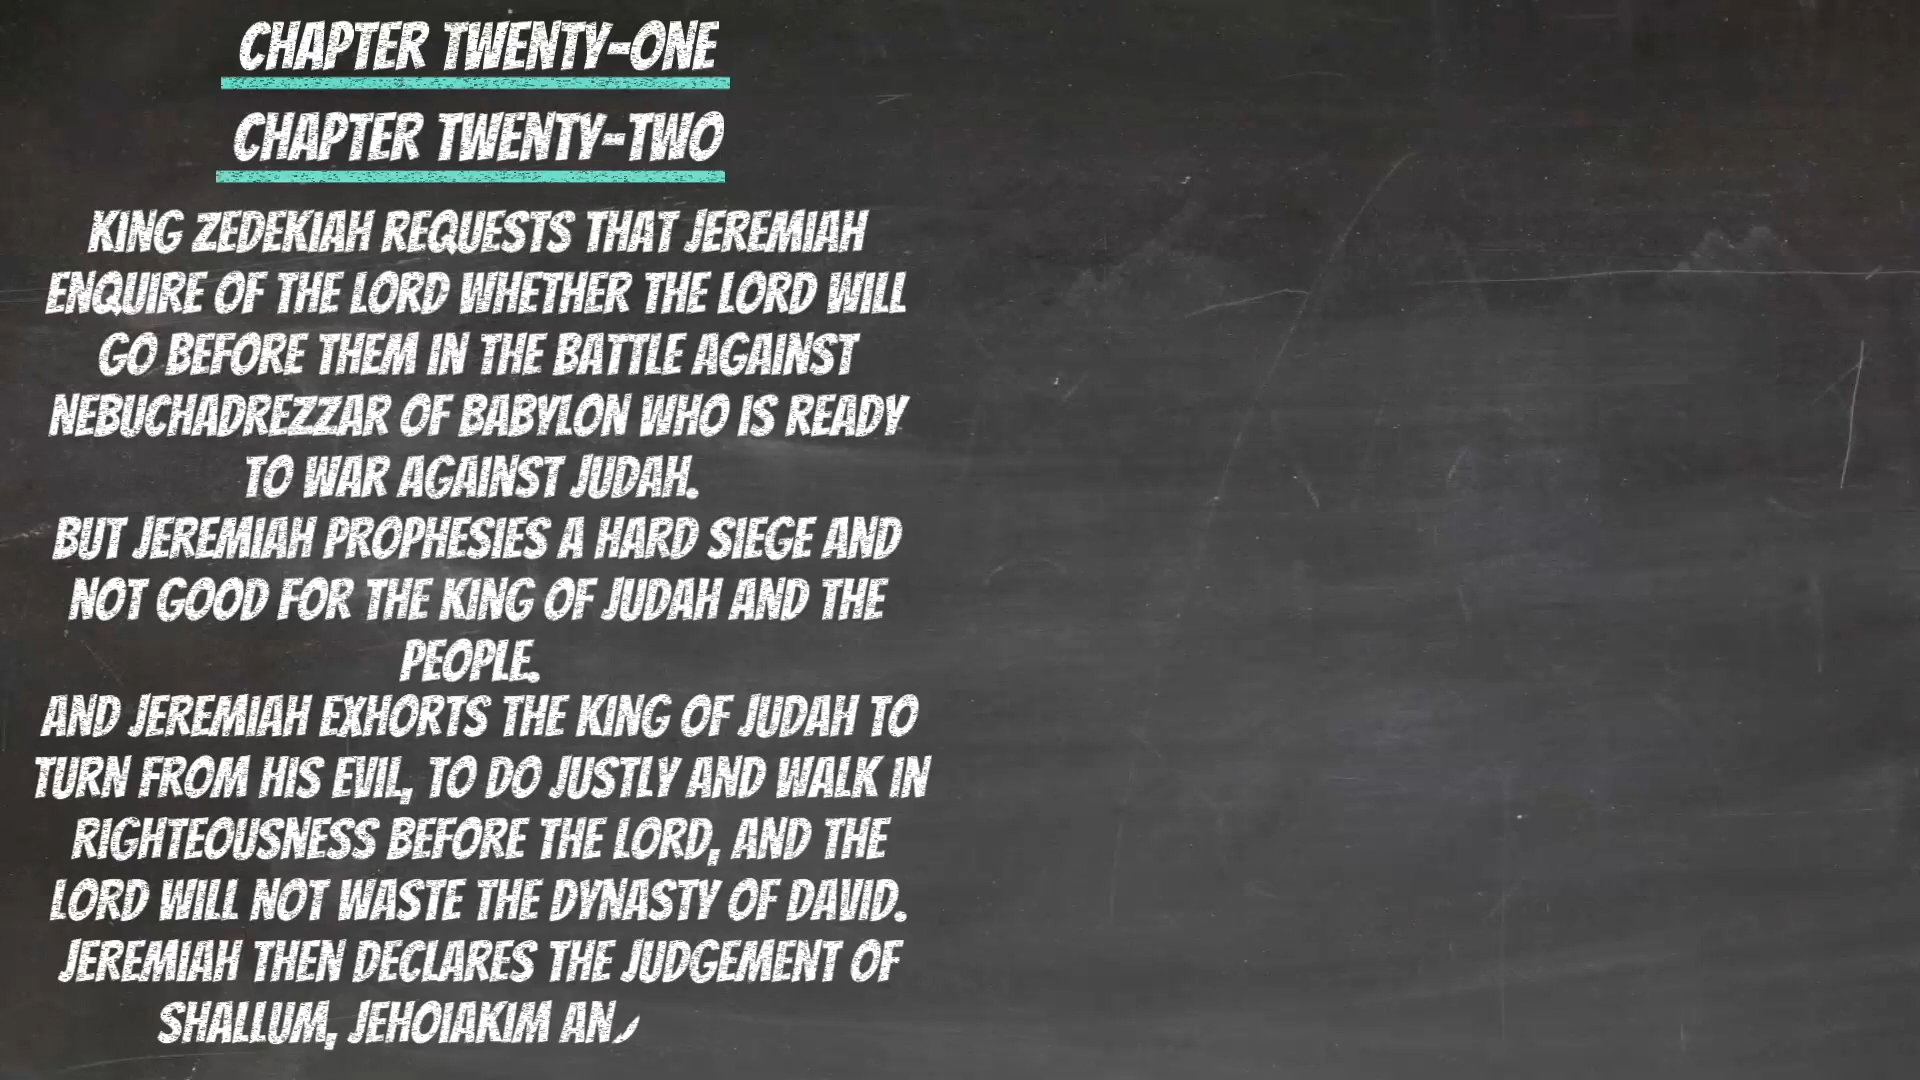 CHAPTER TWENTY-ONE
CHAPTER TWENTY-TWO
KING ZEDEKIAH REQUESTS THAT JEREMIAH
ENQUIRE OF THE LORD WHETHER THE LORD WILL
GO BEFORE THEM IN THE BATTLE AGAINST
NEBUCHADREZZAR OF BABYLON WHO IS READY
TO WAR AGAINST JUDAH.
BUT JEREMIAH PROPHESIES A HARD SIEGE AND
NOT GOOD FOR THE KING OF JUDAH AND THE
PEOPLE.
AND JEREMIAH EXHORTS THE KING OF JUDAH TO
TURN FROM HIS EVIL, TO DO JUSTLY AND WALK IN
RIGHTEOUSNESS BEFORE THE LORD, AND THE
LORD WILL NOT WASTE THE DYNASTY OF DAVID.
JEREMIAH THEN DECLARES THE JUDGEMENT OF
SHALLUM, JEHOIAKIM AN